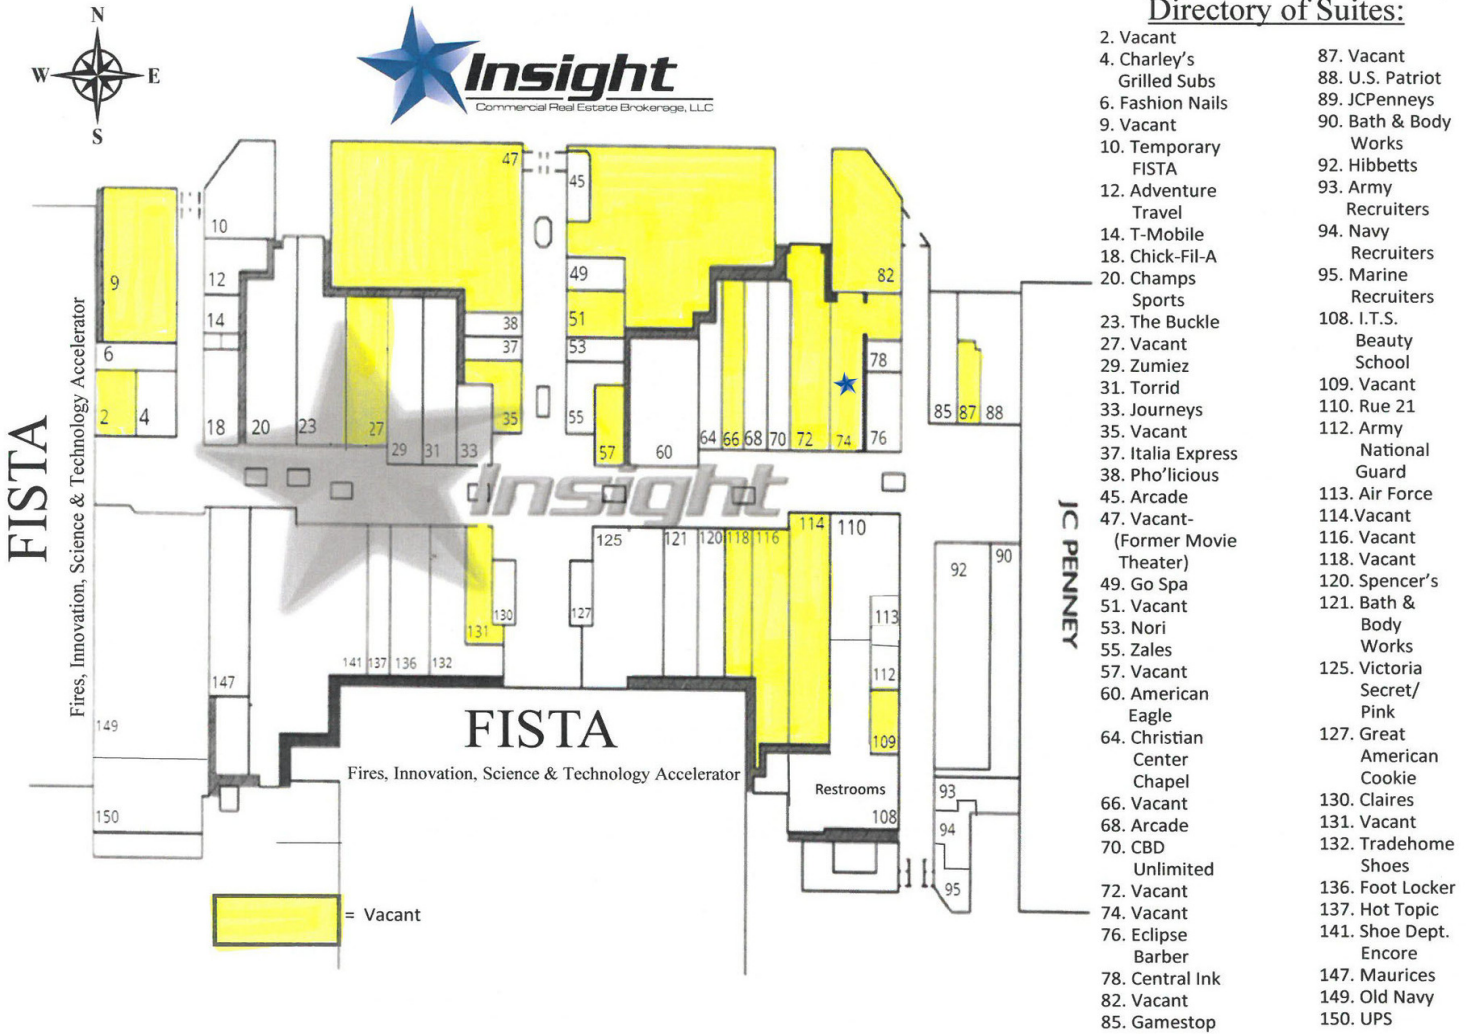 Directory of Suites:
N
W
E
S
Insight
Commercial Real Estate Brokerage, LLC
2. Vacant
4. Charley's
Grilled Subs
6. Fashion Nails
9. Vacant
10. Temporary
FISTA
12. Adventure
Travel
14. T-Mobile
18. Chick-Fil-A
20. Champs
Sports
23. The Buckle
27. Vacant
29. Zumiez
31. Torrid
33. Journeys
35. Vacant
37. Italia Express
38. Pho'licious
45. Arcade
47. Vacant-
(Former Movie
Theater)
49. Go Spa
51. Vacant
53. Nori
55. Zales
57. Vacant
60. American
Eagle
64. Christian
Center
Chapel
66. Vacant
68. Arcade
70. CBD
Unlimited
72. Vacant
74. Vacant
76. Eclipse
Barber
78. Central Ink
82. Vacant
85. Gamestop
87. Vacant
88. U.S. Patriot
89. JCPenneys
90. Bath & Body
Works
92. Hibbetts
93. Army
Recruiters
94. Navy
Recruiters
95. Marine
Recruiters
108. I.T.S.
Beauty
School
109. Vacant
110. Rue 21
112. Army
National
Guard
113. Air Force
114.Vacant
116. Vacant
118. Vacant
120. Spencer's
121. Bath &
Body
Works
125. Victoria
Secret/
Pink
127. Great
American
Cookie
130. Claires
131. Vacant
132. Tradehome
Shoes
136. Foot Locker
137. Hot Topic
141. Shoe Dept.
Encore
147. Maurices
149. Old Navy
150. UPS
47
45
10
9
12
49
82
14
38
51
6
37
53
78
2
4
18
20
23
27
29
31
33
35
55
57
60
64
66
68
70
72
74
76
85
87
88
Insight
FISTA
Fires, Innovation, Science & Technology Accelerator
JC PENNEY
125
121
120
118
116
114
110
92
90
130
127
113
131
141
137
136
132
112
147
149
109
FISTA
Fires, Innovation, Science & Technology Accelerator
Restrooms
108
150
93
94
95
= Vacant